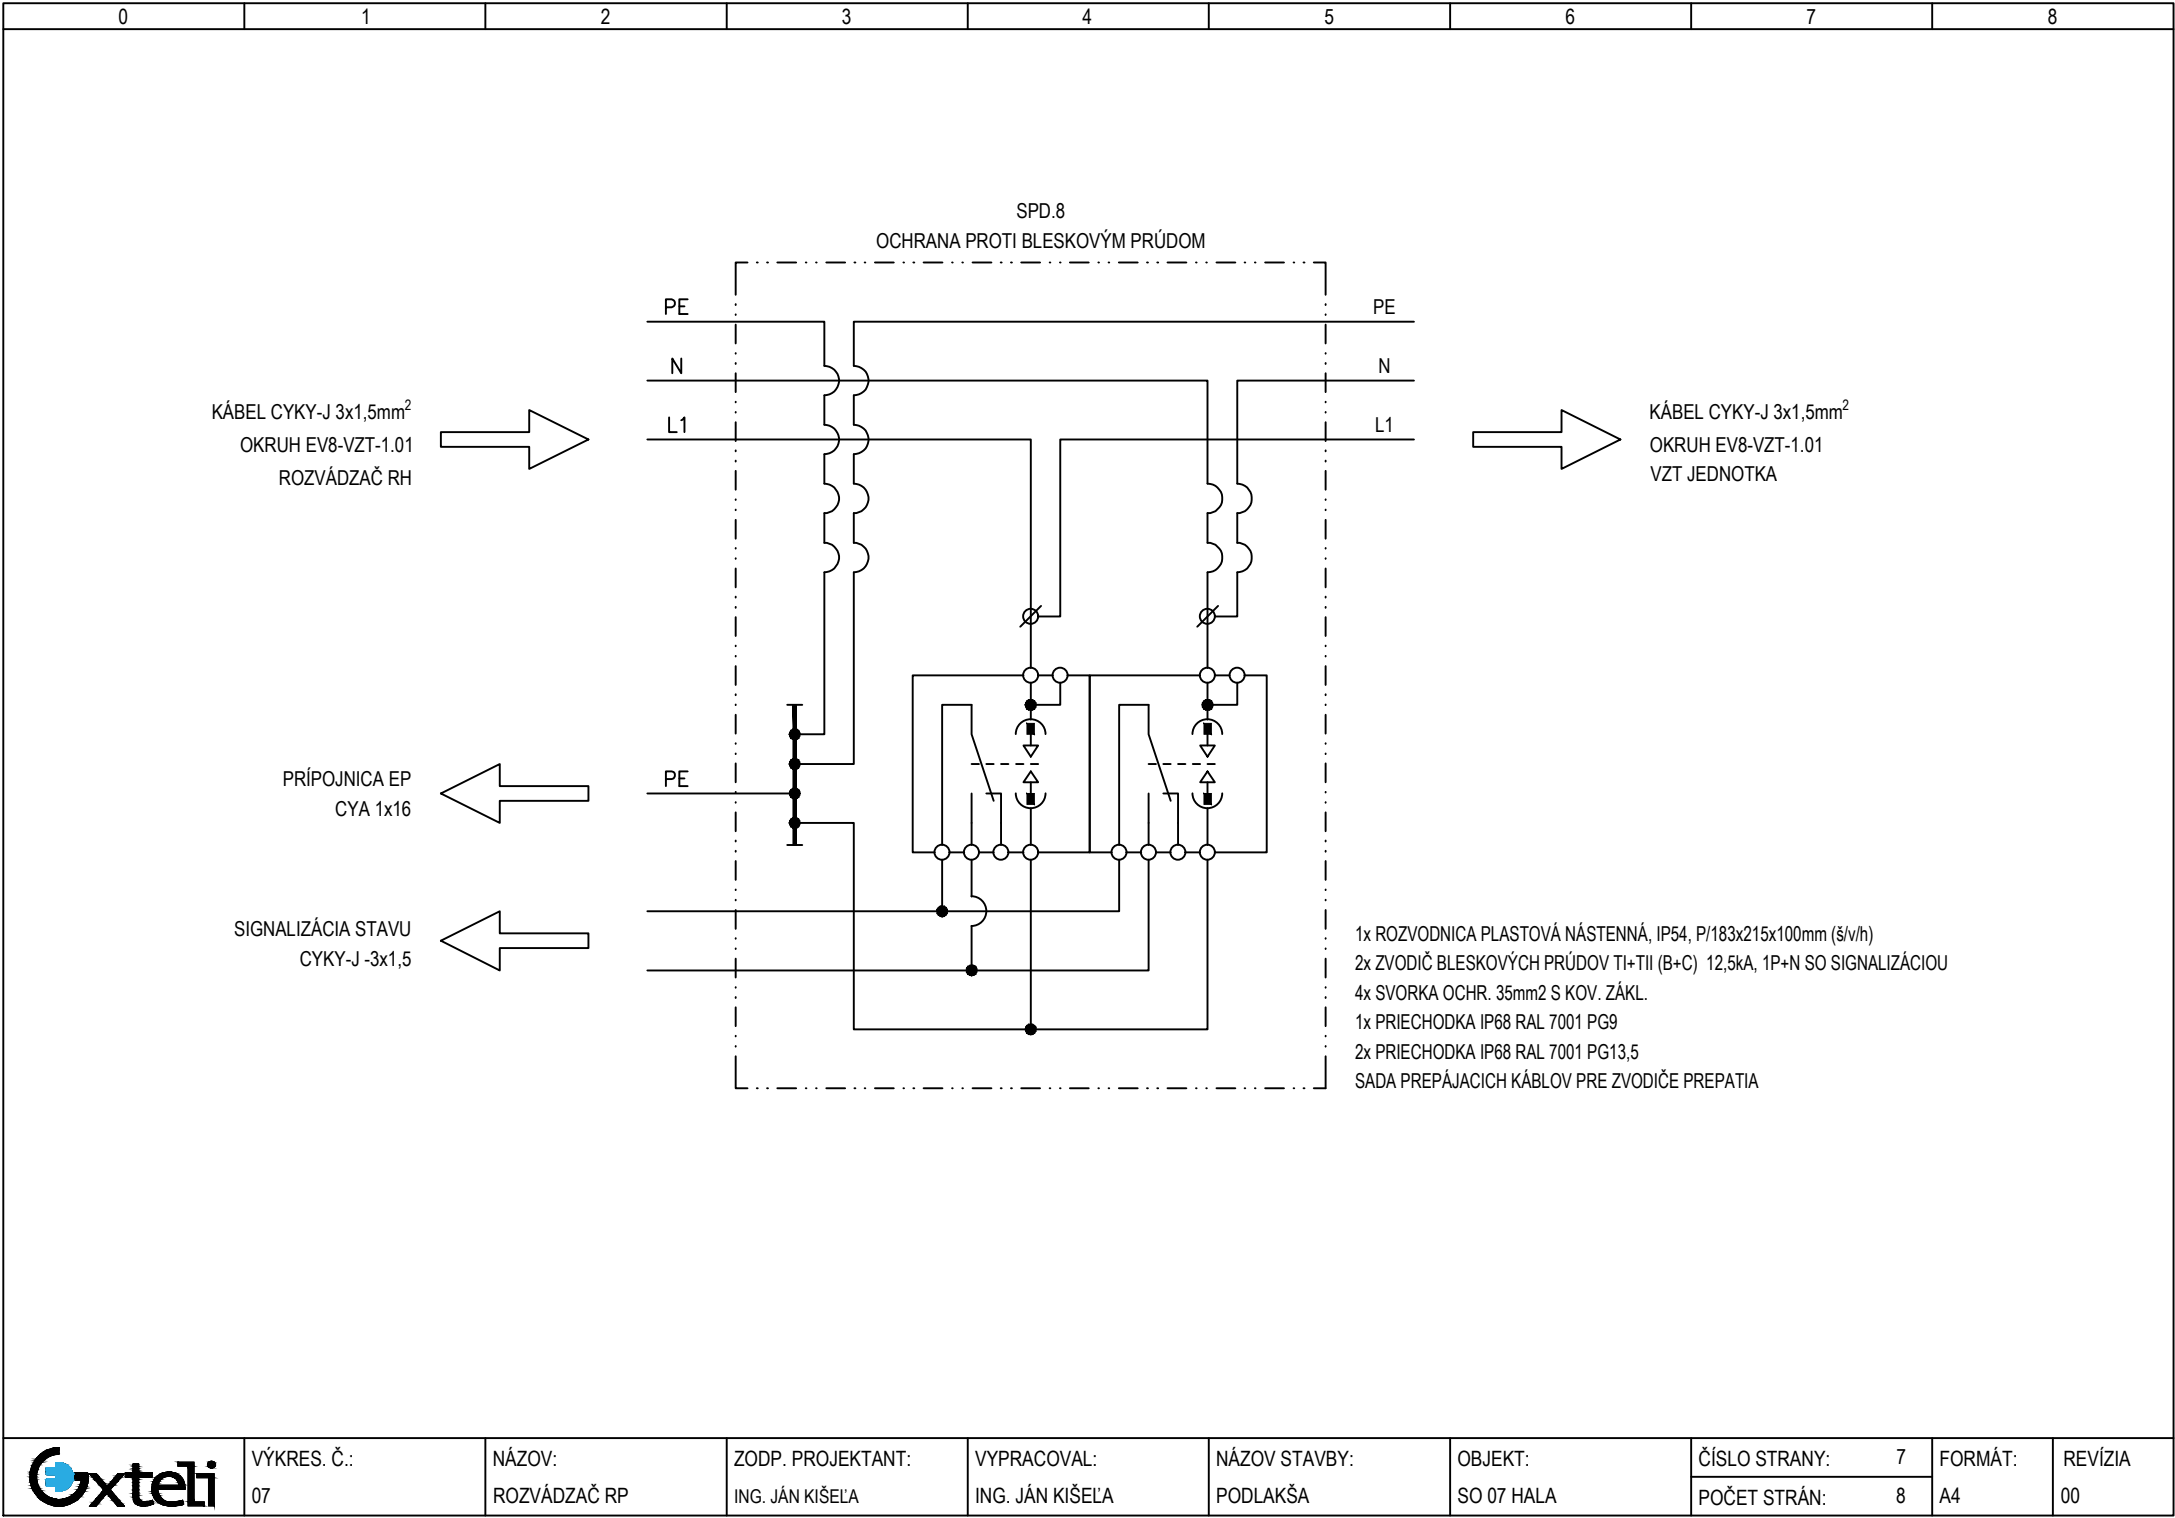 0 1 2 3 4 5 6 7 8
SPD.8
OCHRANA PROTI BLESKOVÝM PRÚDOM
PE
PE
N
N
L1
L1
KÁBEL CYKY-J 3x1,5mm²
OKRUH EV8-VZT-1.01
ROZVÁDZAČ RH
KÁBEL CYKY-J 3x1,5mm²
OKRUH EV8-VZT-1.01
VZT JEDNOTKA
PRÍPOJNICA EP
CYA 1x16
PE
SIGNALIZÁCIA STAVU
CYKY-J -3x1,5
1x ROZVODNICA PLASTOVÁ NÁSTENNÁ, IP54, P/183x215x100mm (š/v/h)
2x ZVODIČ BLESKOVÝCH PRÚDOV TI+TII (B+C) 12,5kA, 1P+N SO SIGNALIZÁCIOU
4x SVORKA OCHR. 35mm2 S KOV. ZÁKL.
1x PRIECHODKA IP68 RAL 7001 PG9
2x PRIECHODKA IP68 RAL 7001 PG13,5
SADA PREPÁJACICH KÁBLOV PRE ZVODIČE PREPATIA
exteli
VÝKRES. Č.:
07
NÁZOV:
ROZVÁDZAČ RP
ZODP. PROJEKTANT:
ING. JÁN KIŠEĽA
VYPRACOVAL:
ING. JÁN KIŠEĽA
NÁZOV STAVBY:
PODLAKŠA
OBJEKT:
SO 07 HALA
ČÍSLO STRANY: 7
POČET STRÁN: 8
FORMÁT:
A4
REVÍZIA
00